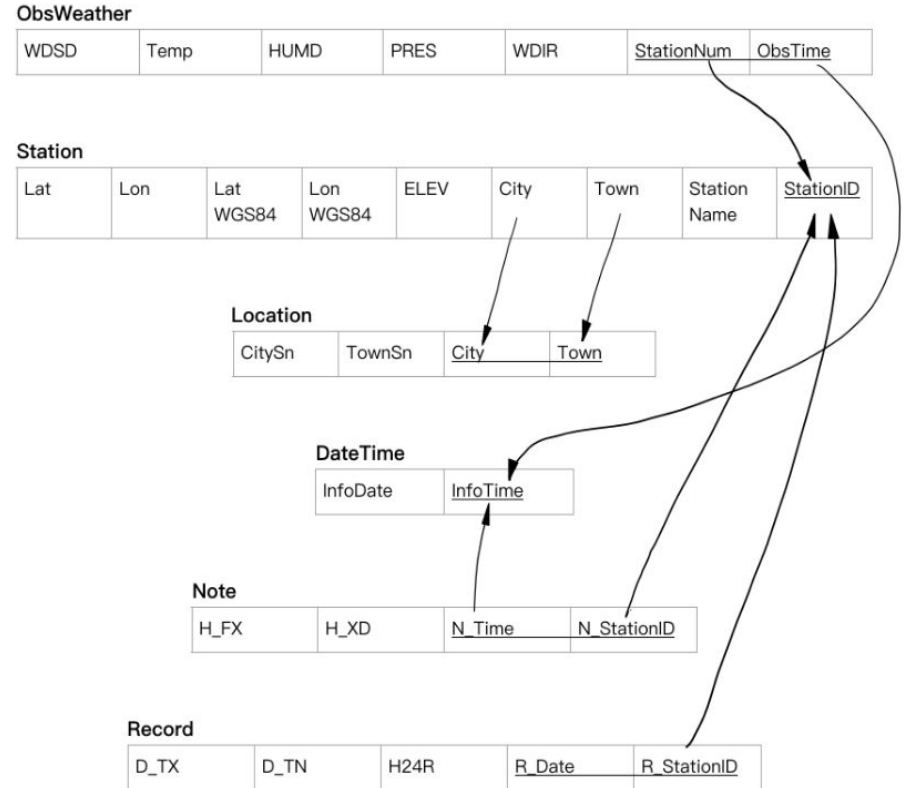 ObsWeather
WDSD Temp HUMD PRES WDIR StationNum ObsTime
Station
Lat Lon Lat Lon ELEV City Town Station StationID
WGS84 WGS84 Name
Location
CitySn TownSn City Town
DateTime
InfoDate InfoTime
Note
H_FX H_XD N_Time N_StationID
Record
D_TX D_TN H24R R_Date R_StationID